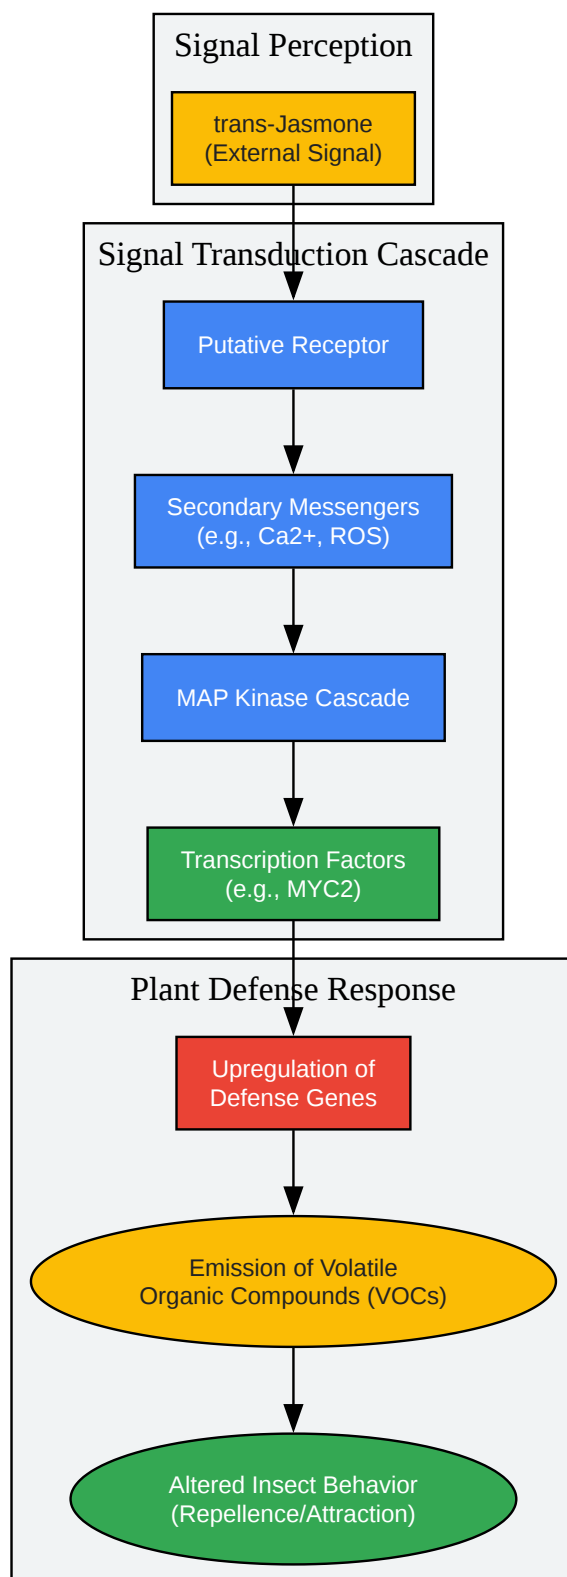 Signal Perception
trans-Jasmone
(External Signal)
Signal Transduction Cascade
Putative Receptor
Secondary Messengers
(e.g., Ca2+, ROS)
MAP Kinase Cascade
Transcription Factors
(e.g., MYC2)
Plant Defense Response
Upregulation of
Defense Genes
Emission of Volatile
Organic Compounds (VOCs)
Altered Insect Behavior
(Repellence/Attraction)